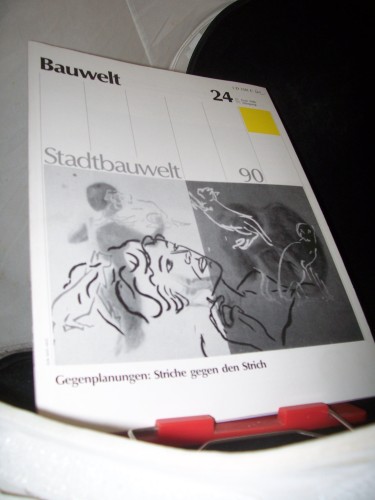 Bauwelt
24
Stadtbauwelt 90
Gegenplanungen: Striche gegen den Strich